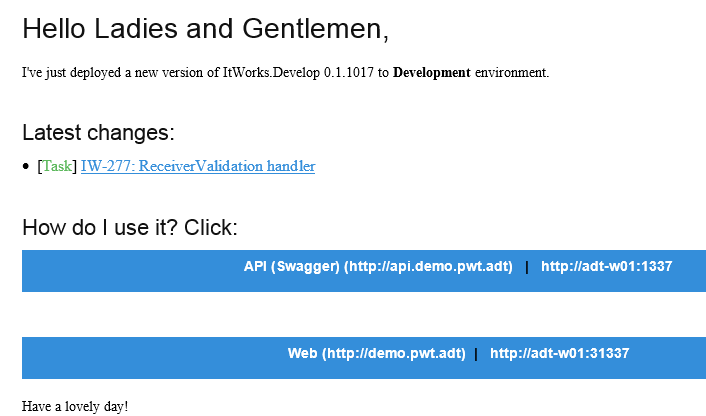 Hello Ladies and Gentlemen,
I've just deployed a new version of ItWorks.Develop 0.1.1017 to Development environment.
Latest changes:
• [Task] IW-277: ReceiverValidation handler
How do I use it? Click:
API (Swagger) (http://api.demo.pwt.adt) | http://adt-w01:1337
Web (http://demo.pwt.adt) | http://adt-w01:31337
Have a lovely day!